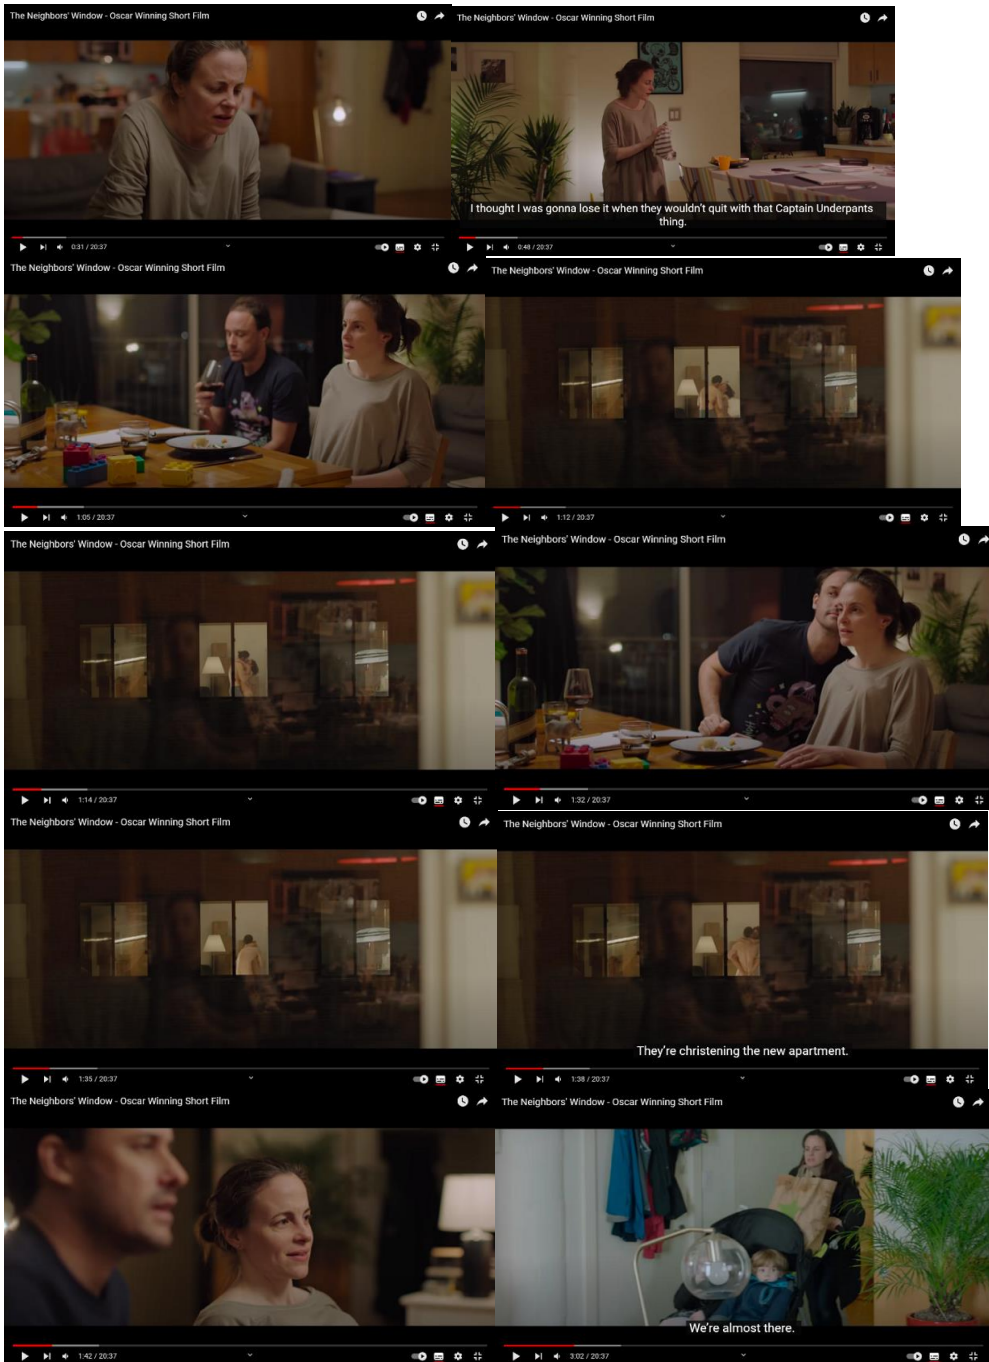 The Neighbors' Window - Oscar Winning Short Film
0:31 / 20:37
The Neighbors' Window - Oscar Winning Short Film
I thought I was gonna lose it when they wouldn't quit with that Captain Underpants
thing.
0:48 / 20:37
The Neighbors' Window - Oscar Winning Short Film
1:05 / 20:37
The Neighbors' Window - Oscar Winning Short Film
1:12 / 20:37
The Neighbors' Window - Oscar Winning Short Film
1:14 / 20:37
The Neighbors' Window - Oscar Winning Short Film
1:32 / 20:37
The Neighbors' Window - Oscar Winning Short Film
1:35 / 20:37
The Neighbors' Window - Oscar Winning Short Film
They're christening the new apartment.
1:38 / 20:37
The Neighbors' Window - Oscar Winning Short Film
1:42 / 20:37
The Neighbors' Window - Oscar Winning Short Film
We're almost there.
3:02 / 20:37